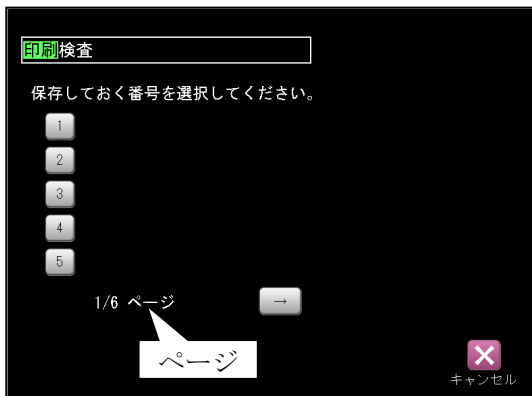 印刷検査
保存しておく番号を選択してください。
1
2
3
4
5
1/6 ページ
→
ページ
キャンセル